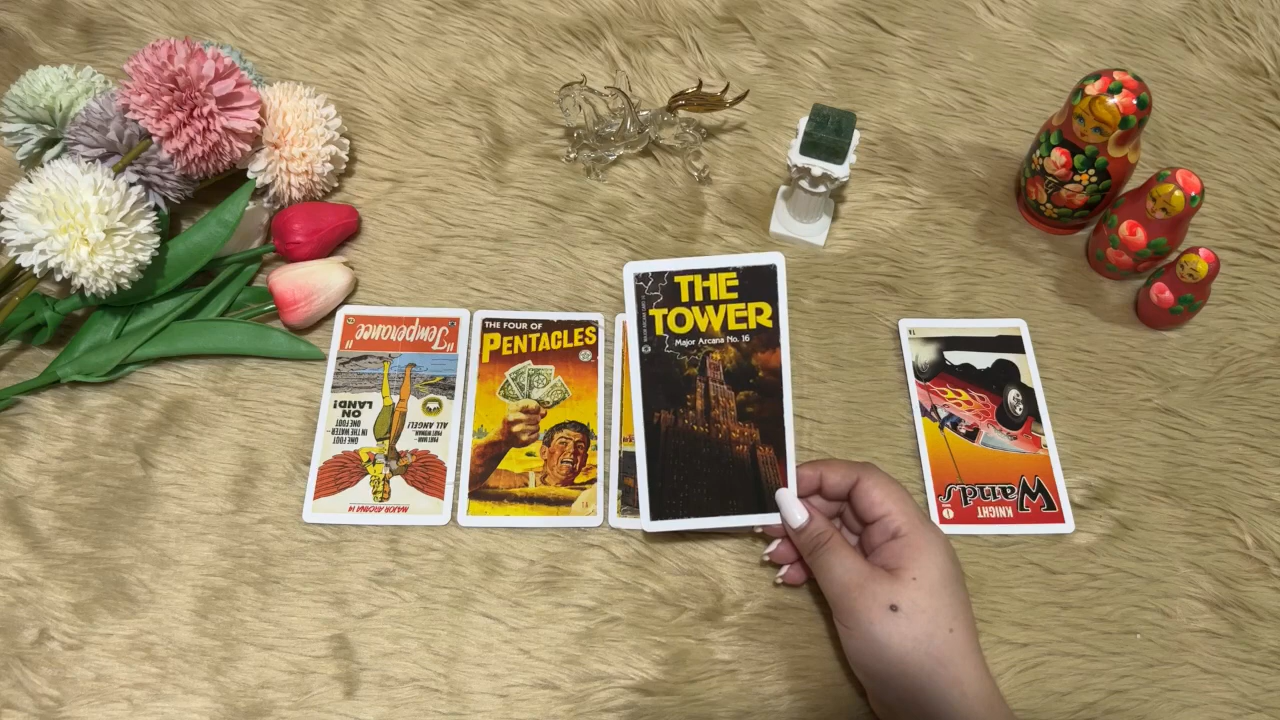 "Temperance"
PART MAN-
PART WOMAN-
ALL ANGEL!
ONE FOOT
IN THE WATER-
ONE FOOT
ON
LAND!
MAJOR ARCANA 14
THE FOUR OF
PENTACLES
THE
TOWER
Major Arcana No. 16
KNIGHT
Wands